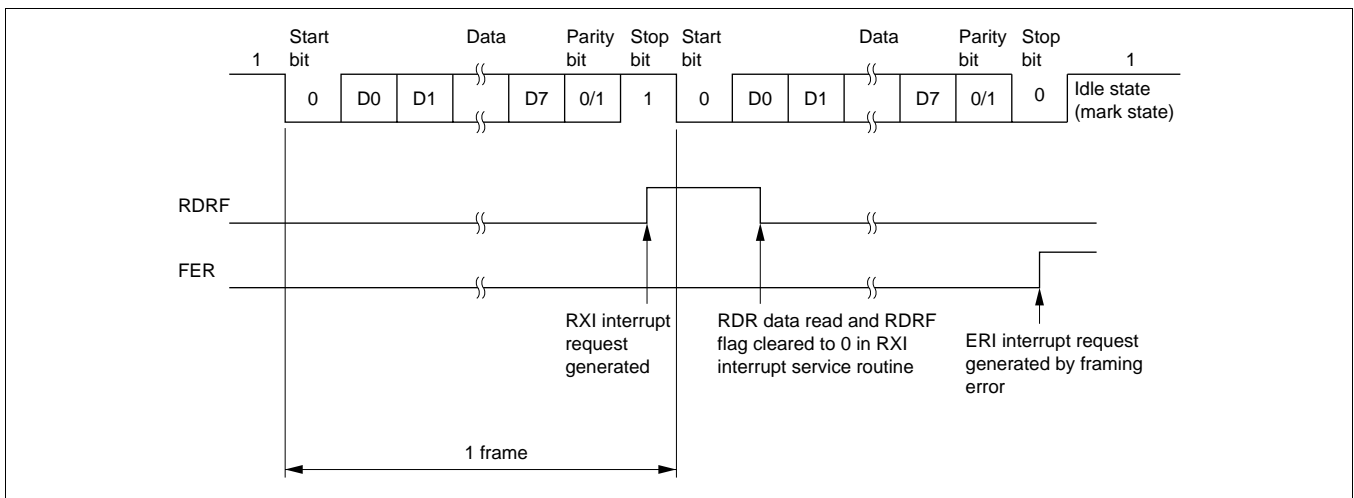 Start bit
Data
Parity bit
Stop bit
Start bit
Data
Parity bit
Stop bit
1
1
0 D0 D1 D7 0/1 1 0 D0 D1 D7 0/1 0
Idle state
(mark state)
RDRF
FER
RXI interrupt
request
generated
RDR data read and RDRF
flag cleared to 0 in RXI
interrupt service routine
ERI interrupt request
generated by framing
error
1 frame